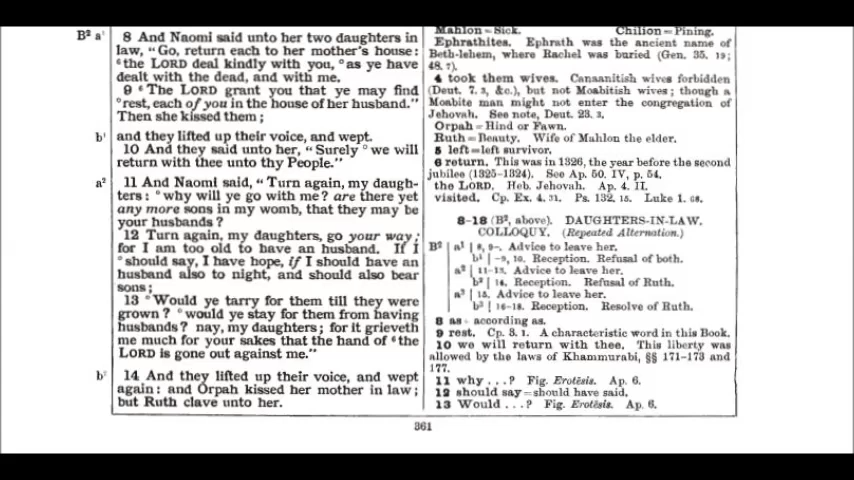 B² a¹
8 And Naomi said unto her two daughters in
law, “Go, return each to her mother's house:
°the LORD deal kindly with you, °as ye have
dealt with the dead, and with me.
9 ⁶The LORD grant you that ye may find
°rest, each of you in the house of her husband.”
Then she kissed them;
b¹
and they lifted up their voice, and wept.
10 And they said unto her, “Surely °we will
return with thee unto thy People.”
a²
11 And Naomi said, “Turn again, my daugh-
ters: °why will ye go with me? are there yet
any more sons in my womb, that they may be
your husbands?
12 Turn again, my daughters, go your way;
for I am too old to have an husband. If I
°should say, I have hope, if I should have an
husband also to night, and should also bear
sons;
13 °Would ye tarry for them till they were
grown? °would ye stay for them from having
husbands? nay, my daughters; for it grieveth
me much for your sakes that the hand of ⁶the
LORD is gone out against me.”
b²
14 And they lifted up their voice, and wept
again: and Orpah kissed her mother in law;
but Ruth clave unto her.
Mahlon=Sick. Chilion=Pining.
Ephrathites. Ephrath was the ancient name of
Beth-lehem, where Rachel was buried (Gen. 35. 19;
48. 7).
4 took them wives. Canaanitish wives forbidden
(Deut. 7. 3, &c.), but not Moabitish wives; though a
Moabite man might not enter the congregation of
Jehovah. See note, Deut. 23. 3.
Orpah=Hind or Fawn.
Ruth=Beauty. Wife of Mahlon the elder.
5 left=left survivor.
6 return. This was in 1326, the year before the second
jubilee (1325-1324). See Ap. 50. IV, p. 54.
the LORD. Heb. Jehovah. Ap. 4. II.
visited. Cp. Ex. 4. 31. Ps. 132. 15. Luke 1. 68.
8-18 (B², above). DAUGHTERS-IN-LAW.
COLLOQUY. (Repeated Alternation.)
B² | a¹ | 8, 9-. Advice to leave her.
b¹ | -9, 10. Reception. Refusal of both.
a² | 11-13. Advice to leave her.
b² | 14. Reception. Refusal of Ruth.
a³ | 15. Advice to leave her.
b³ | 16-18. Reception. Resolve of Ruth.
8 as=according as.
9 rest. Cp. 3. 1. A characteristic word in this Book.
10 we will return with thee. This liberty was
allowed by the laws of Khammurabi, §§ 171-173 and
177.
11 why . . . ? Fig. Erotēsis. Ap. 6.
12 should say=should have said.
13 Would . . . ? Fig. Erotēsis. Ap. 6.
361